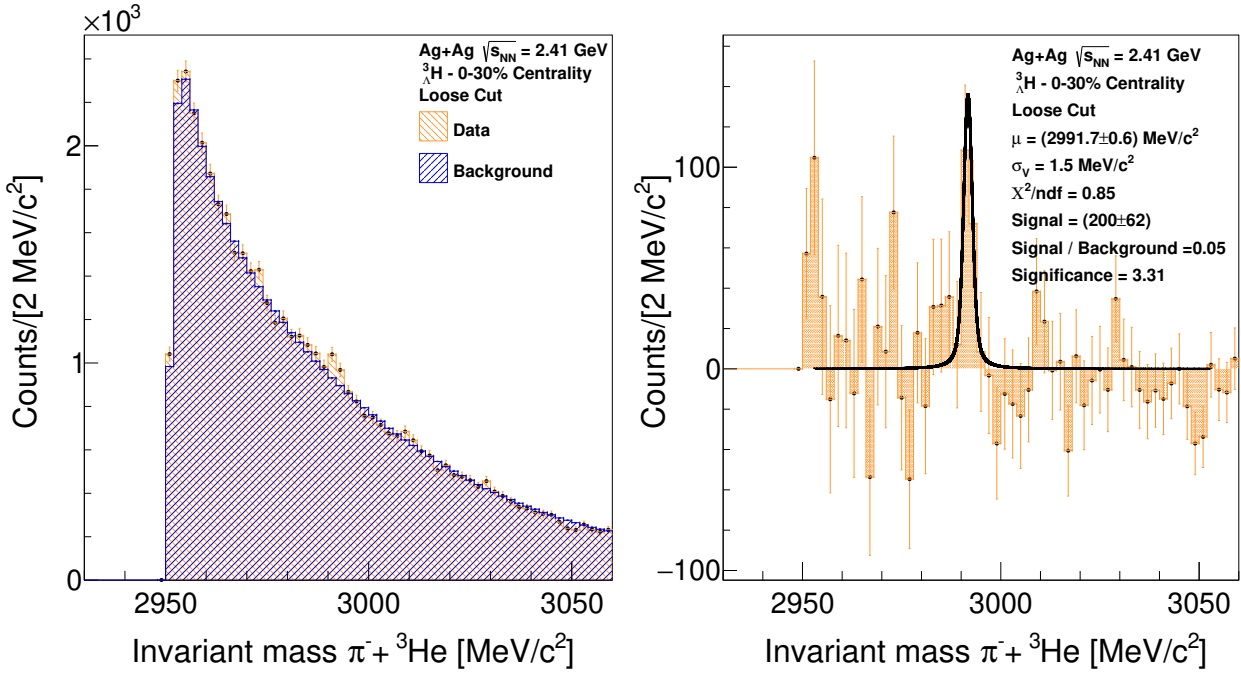 ×10³
Counts/[2 MeV/c²]
2
1
0
Ag+Ag √s_NN = 2.41 GeV
³_ΛH - 0-30% Centrality
Loose Cut
Data
Background
2950 3000 3050
Invariant mass π⁻+ ³He [MeV/c²]
Counts/[2 MeV/c²]
100
0
−100
Ag+Ag √s_NN = 2.41 GeV
³_ΛH - 0-30% Centrality
Loose Cut
μ = (2991.7±0.6) MeV/c²
σ_V = 1.5 MeV/c²
X²/ndf = 0.85
Signal = (200±62)
Signal / Background =0.05
Significance = 3.31
2950 3000 3050
Invariant mass π⁻+ ³He [MeV/c²]